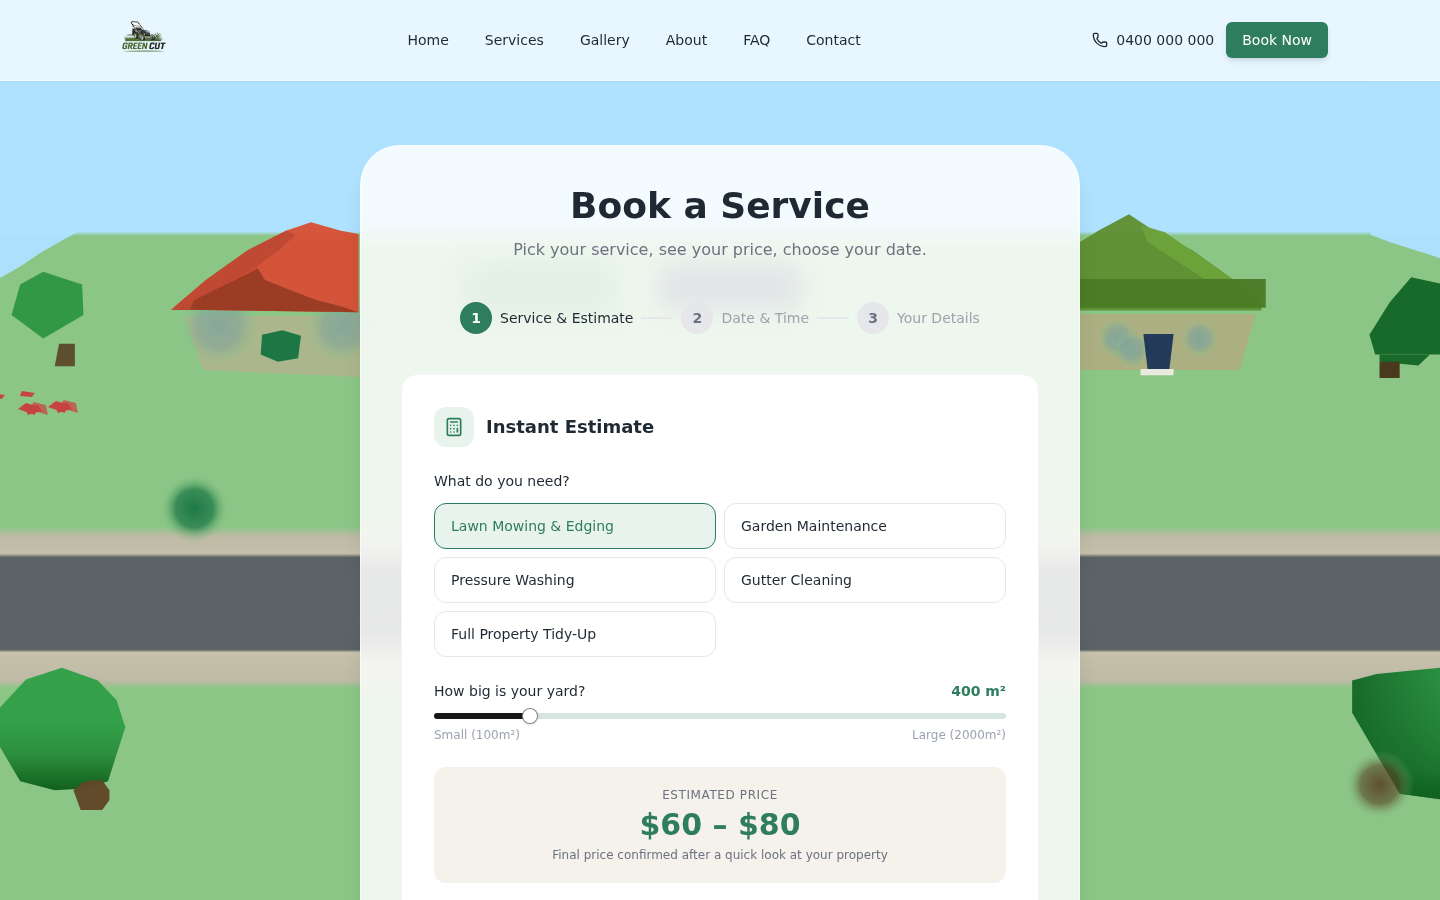 GREEN CUT
Home
Services
Gallery
About
FAQ
Contact
0400 000 000
Book Now
Book a Service
Pick your service, see your price, choose your date.
1 Service & Estimate
2 Date & Time
3 Your Details
Instant Estimate
What do you need?
Lawn Mowing & Edging
Garden Maintenance
Pressure Washing
Gutter Cleaning
Full Property Tidy-Up
How big is your yard?
400 m²
Small (100m²)
Large (2000m²)
ESTIMATED PRICE
$60 – $80
Final price confirmed after a quick look at your property